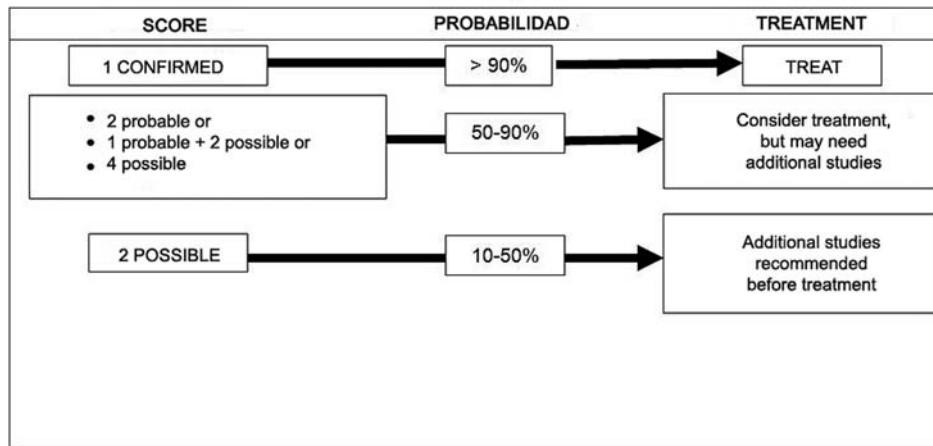 SCORE PROBABILIDAD TREATMENT
1 CONFIRMED > 90% TREAT
• 2 probable or
• 1 probable + 2 possible or
• 4 possible
50-90%
Consider treatment,
but may need
additional studies
2 POSSIBLE 10-50%
Additional studies
recommended
before treatment